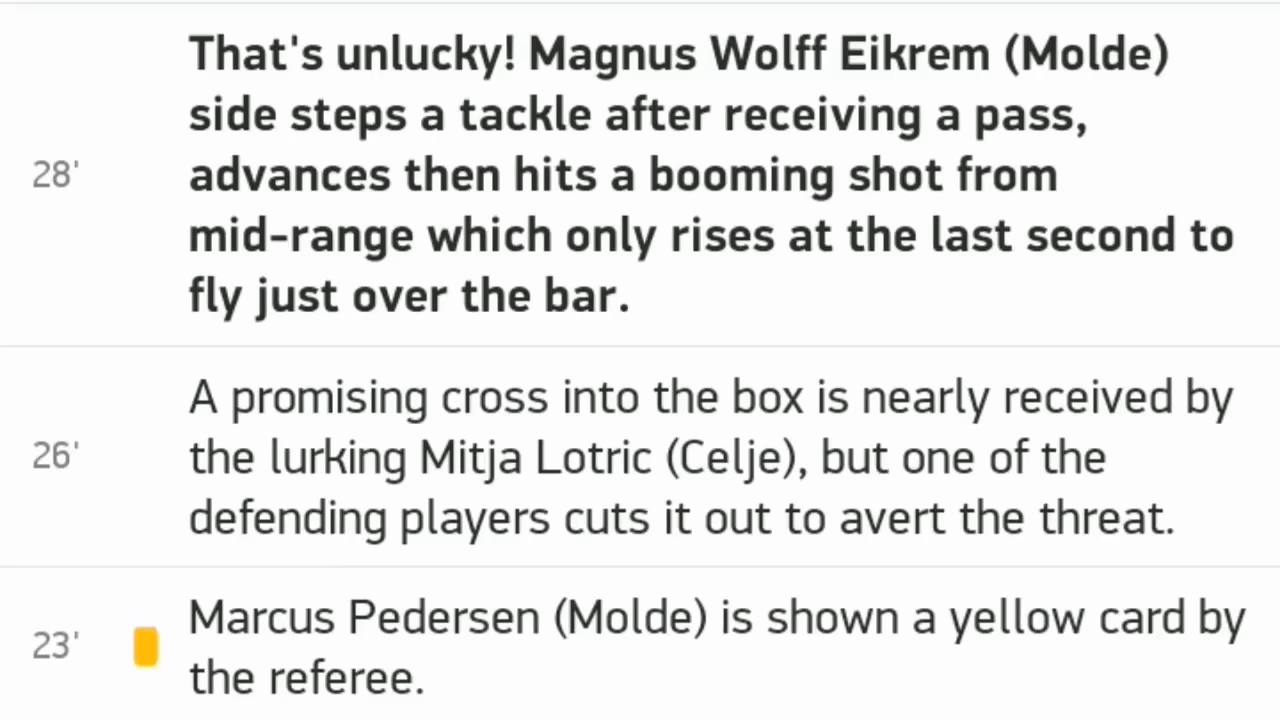 That's unlucky! Magnus Wolff Eikrem (Molde)
side steps a tackle after receiving a pass,
28'
advances then hits a booming shot from
mid-range which only rises at the last second to
fly just over the bar.
A promising cross into the box is nearly received by
26'
the lurking Mitja Lotric (Celje), but one of the
defending players cuts it out to avert the threat.
23'
Marcus Pedersen (Molde) is shown a yellow card by
the referee.